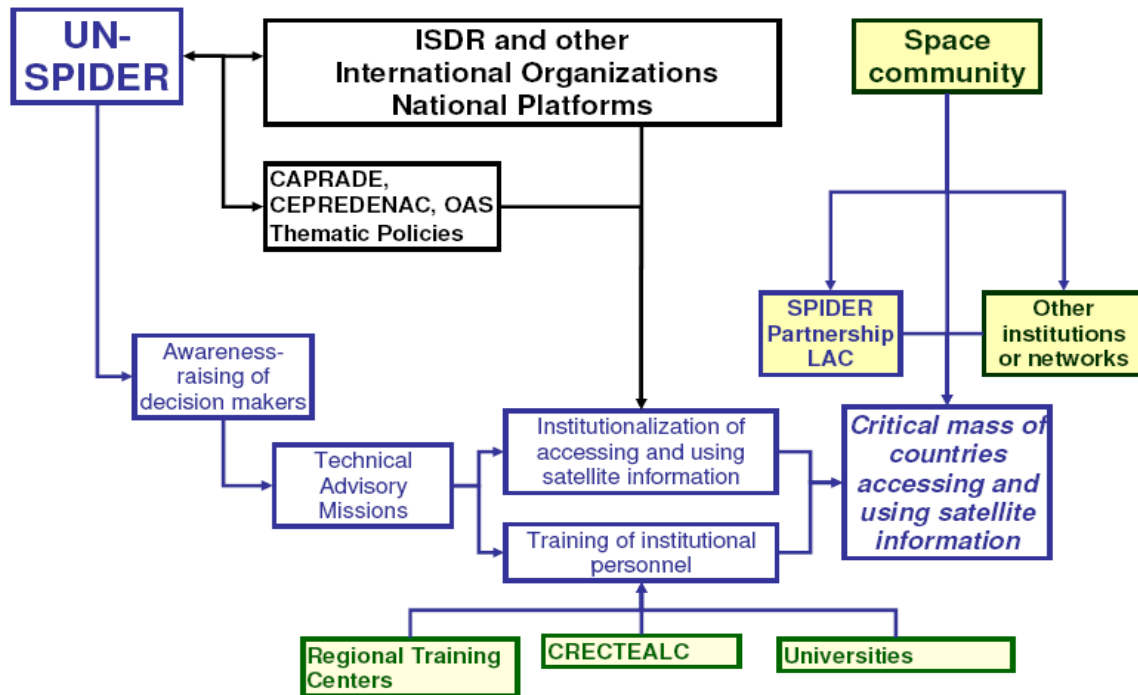 UN-
SPIDER
ISDR and other
International Organizations
National Platforms
Space
community
CAPRADE,
CEPREDENAC, OAS
Thematic Policies
SPIDER
Partnership
LAC
Other
institutions
or networks
Awareness-
raising of
decision makers
Technical
Advisory
Missions
Institutionalization of
accessing and using
satellite information
Critical mass of
countries
accessing and
using satellite
information
Training of institutional
personnel
Regional Training
Centers
CRECTEALC
Universities